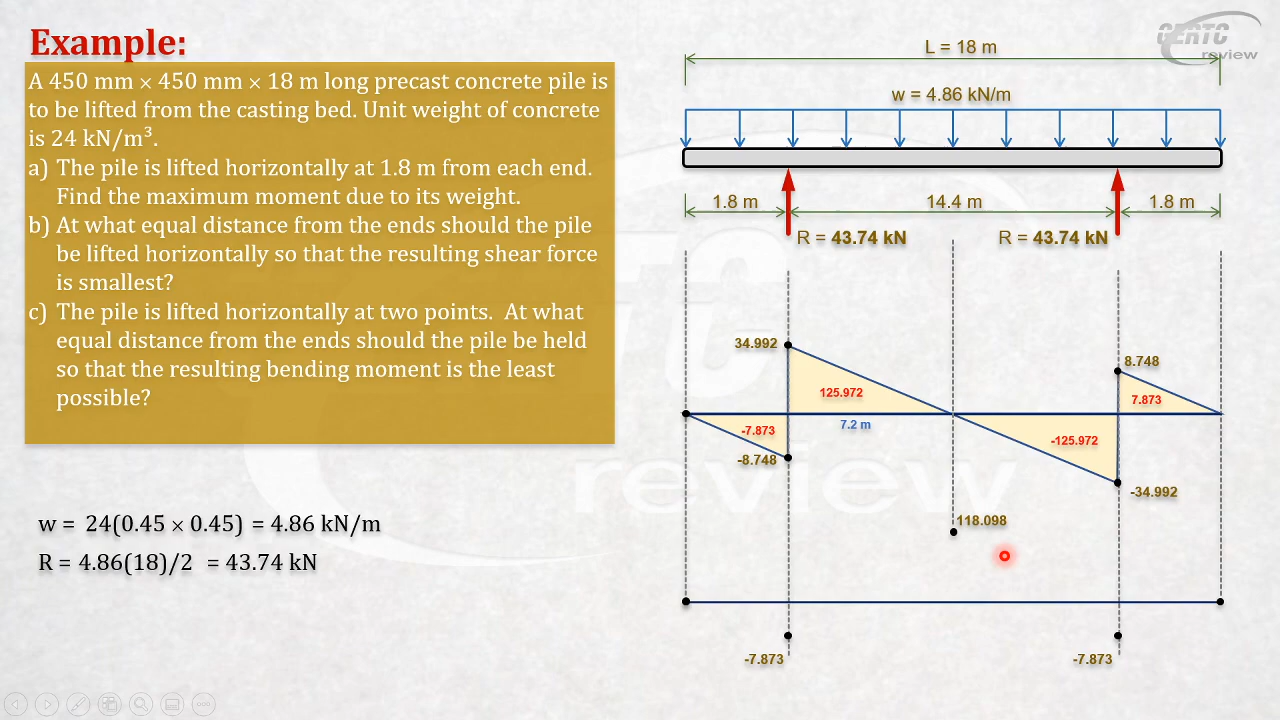 Example:
A 450 mm × 450 mm × 18 m long precast concrete pile is
to be lifted from the casting bed. Unit weight of concrete
is 24 kN/m³.
a) The pile is lifted horizontally at 1.8 m from each end.
Find the maximum moment due to its weight.
b) At what equal distance from the ends should the pile
be lifted horizontally so that the resulting shear force
is smallest?
c) The pile is lifted horizontally at two points. At what
equal distance from the ends should the pile be held
so that the resulting bending moment is the least
possible?
w = 24(0.45 × 0.45) = 4.86 kN/m
R = 4.86(18)/2 = 43.74 kN
CERTC
review
L = 18 m
w = 4.86 kN/m
1.8 m 14.4 m 1.8 m
R = 43.74 kN R = 43.74 kN
34.992 8.748
125.972 7.873
7.2 m
-7.873 -125.972
-8.748
-34.992
review
118.098
-7.873 -7.873